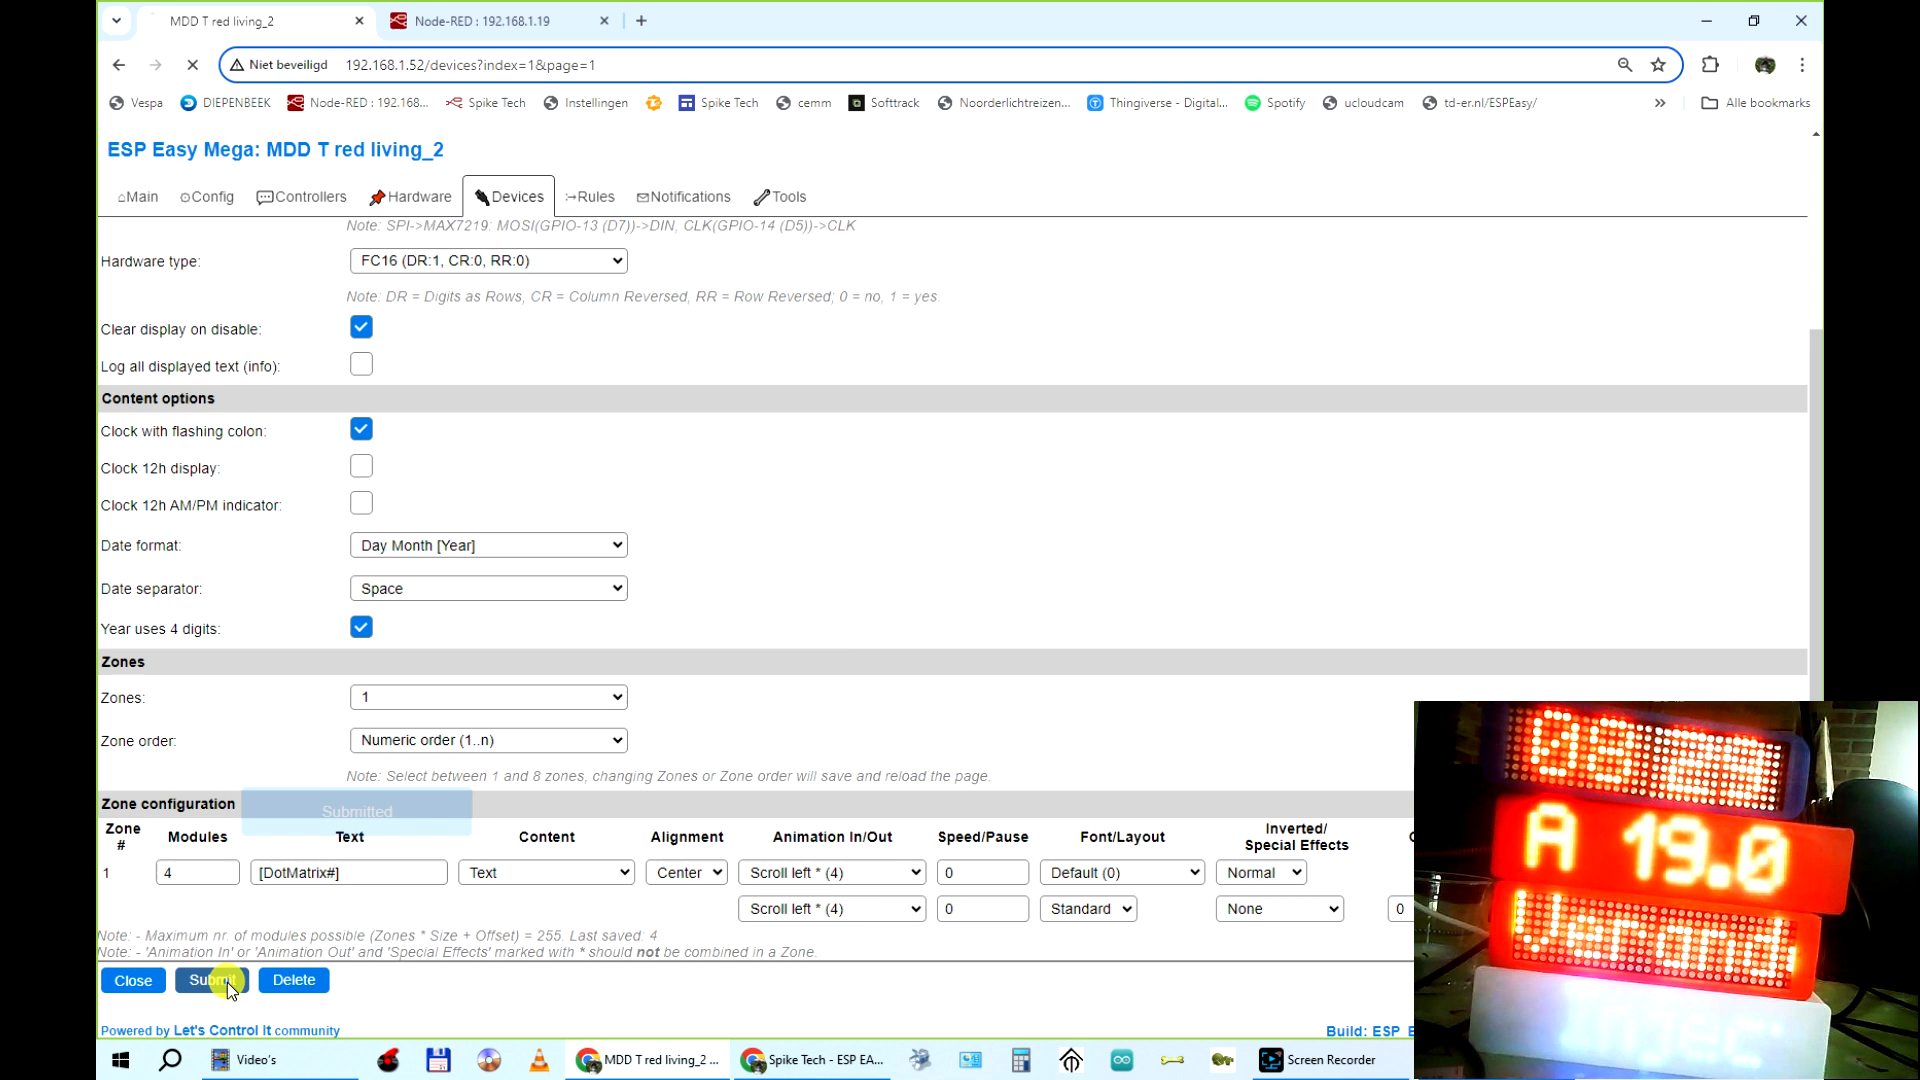 MDD T red living_2
Node-RED : 192.168.1.19
Niet beveiligd 192.168.1.52/devices?index=1&page=1
Vespa DIEPENBEEK Node-RED : 192.168... Spike Tech Instellingen Spike Tech cemm Softtrack Noorderlichtreizen... Thingiverse - Digital... Spotify ucloudcam td-er.nl/ESPEasy/ » Alle bookmarks
ESP Easy Mega: MDD T red living_2
Main Config Controllers Hardware Devices Rules Notifications Tools
Note: SPI->MAX7219: MOSI(GPIO-13 (D7))->DIN, CLK(GPIO-14 (D5))->CLK
Hardware type: FC16 (DR:1, CR:0, RR:0)
Note: DR = Digits as Rows, CR = Column Reversed, RR = Row Reversed; 0 = no, 1 = yes.
Clear display on disable:
Log all displayed text (info):
Content options
Clock with flashing colon:
Clock 12h display:
Clock 12h AM/PM indicator:
Date format: Day Month [Year]
Date separator: Space
Year uses 4 digits:
Zones
Zones: 1
Zone order: Numeric order (1..n)
Note: Select between 1 and 8 zones, changing Zones or Zone order will save and reload the page.
Zone configuration
Submitted
Zone # Modules Text Content Alignment Animation In/Out Speed/Pause Font/Layout Inverted/ Special Effects
1 4 [DotMatrix#] Text Center Scroll left * (4) 0 Default (0) Normal
Scroll left * (4) 0 Standard None 0
Note: - Maximum nr. of modules possible (Zones * Size + Offset) = 255. Last saved: 4
Note: - 'Animation In' or 'Animation Out' and 'Special Effects' marked with * should not be combined in a Zone.
Close Submit Delete
Powered by Let's Control It community
Build: ESP_E
A 19.0
Video's
MDD T red living_2 ...
Spike Tech - ESP EA...
Screen Recorder